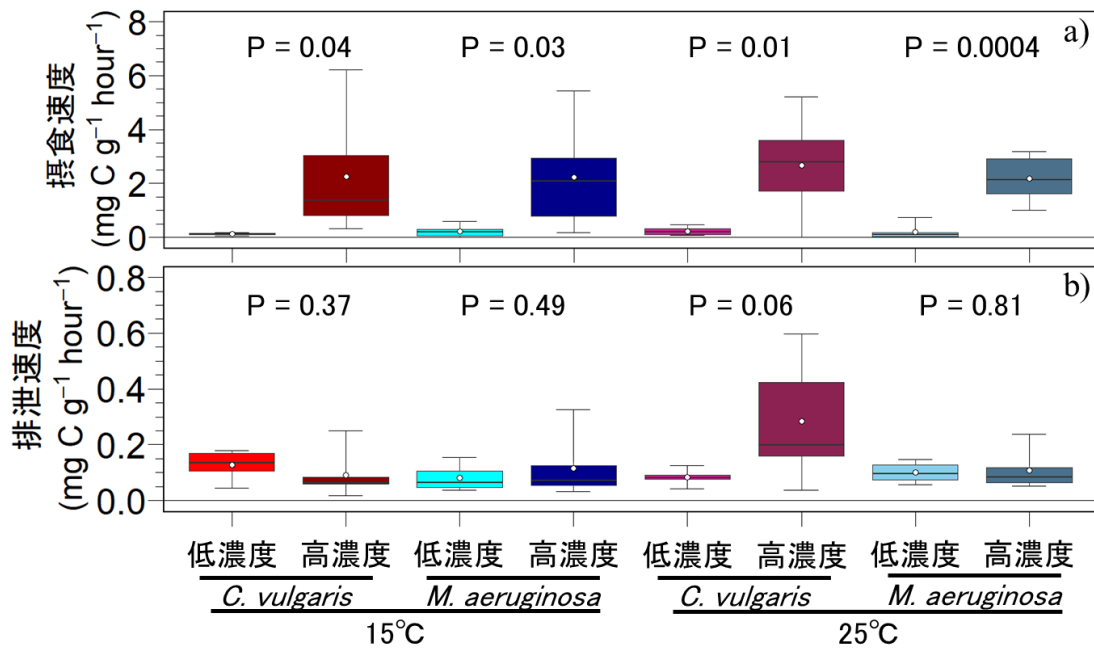 a)
P = 0.04 P = 0.03 P = 0.01 P = 0.0004
8
6
4
2
0
摂食速度
(mg C g⁻¹ hour⁻¹)
b)
P = 0.37 P = 0.49 P = 0.06 P = 0.81
0.8
0.6
0.4
0.2
0.0
排泄速度
(mg C g⁻¹ hour⁻¹)
低濃度 高濃度 低濃度 高濃度 低濃度 高濃度 低濃度 高濃度
C. vulgaris M. aeruginosa C. vulgaris M. aeruginosa
15℃ 25℃